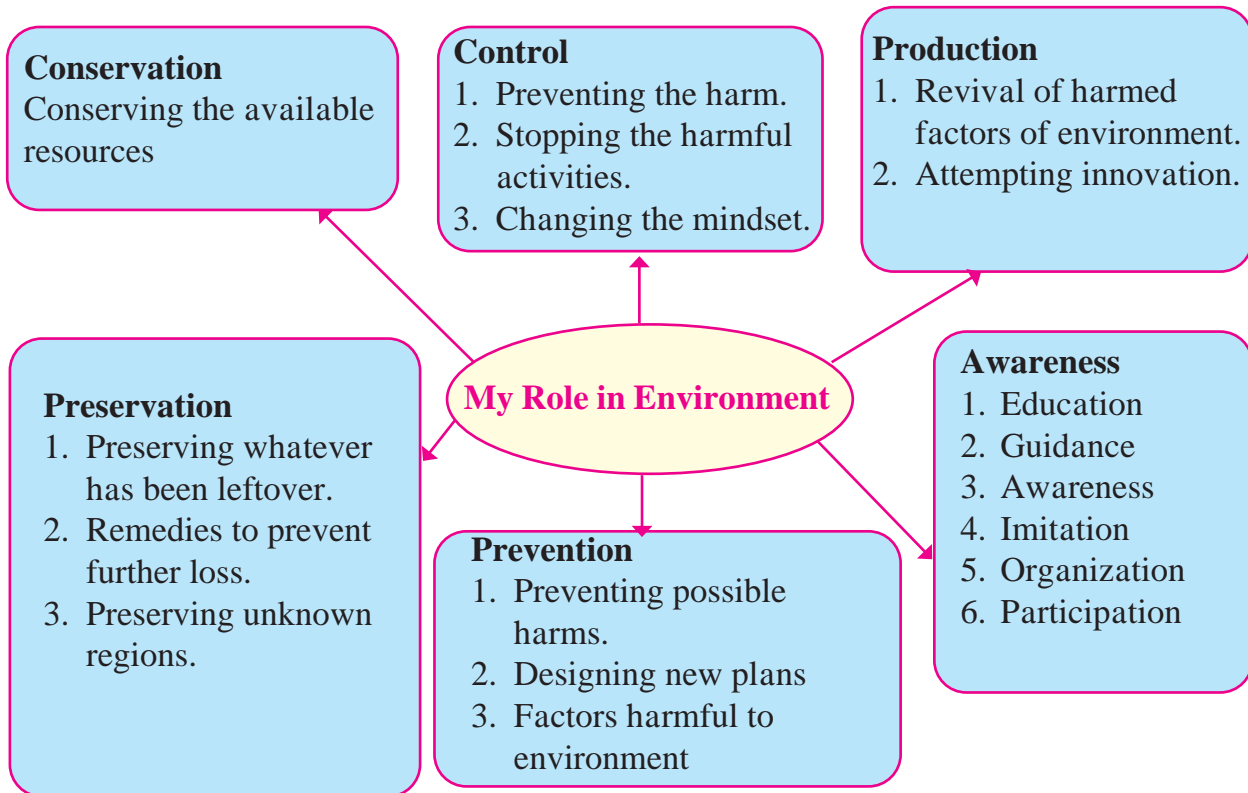 Conservation
Conserving the available
resources
Control
1. Preventing the harm.
2. Stopping the harmful
activities.
3. Changing the mindset.
Production
1. Revival of harmed
factors of environment.
2. Attempting innovation.
My Role in Environment
Preservation
1. Preserving whatever
has been leftover.
2. Remedies to prevent
further loss.
3. Preserving unknown
regions.
Prevention
1. Preventing possible
harms.
2. Designing new plans
3. Factors harmful to
environment
Awareness
1. Education
2. Guidance
3. Awareness
4. Imitation
5. Organization
6. Participation